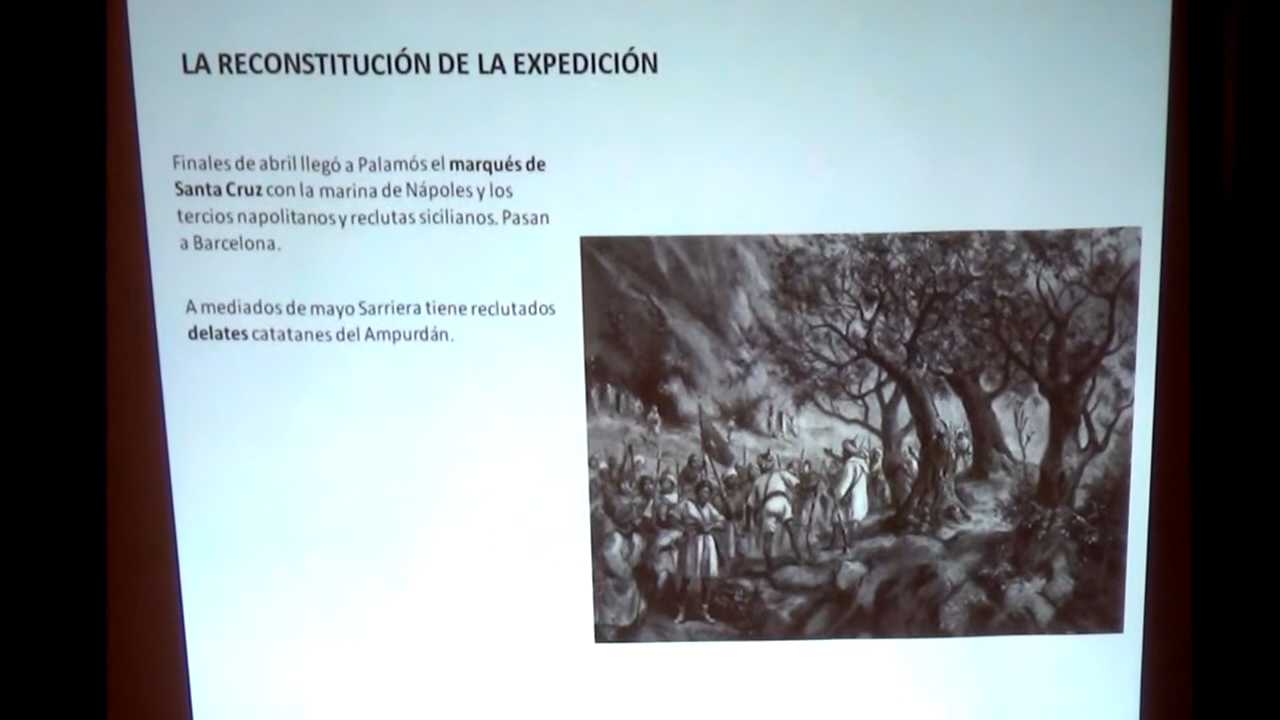 LA RECONSTITUCIÓN DE LA EXPEDICIÓN
Finales de abril llegó a Palamós el marqués de
Santa Cruz con la marina de Nápoles y los
tercios napolitanos y reclutas sicilianos. Pasan
a Barcelona.
A mediados de mayo Sarriera tiene reclutados
delates catatanes del Ampurdán.